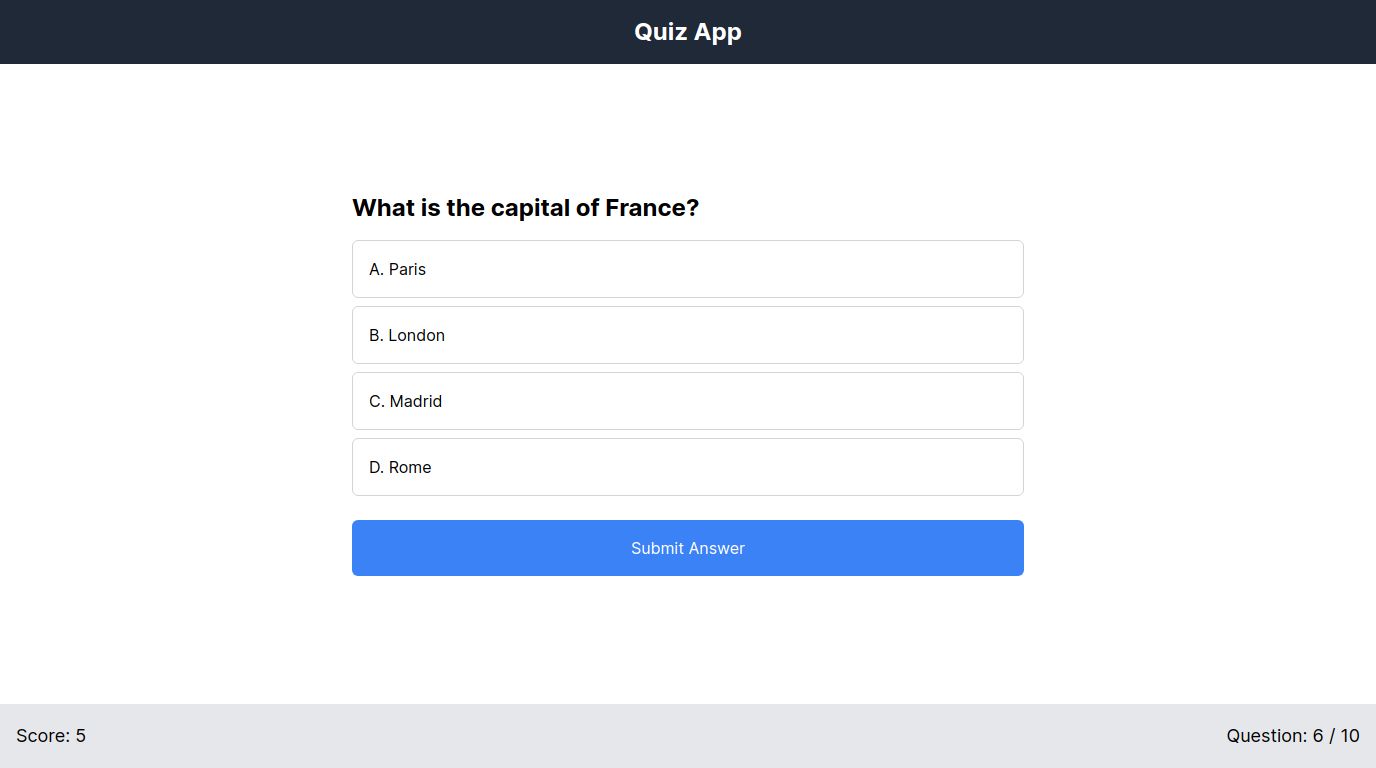 Quiz App
What is the capital of France?
A. Paris
B. London
C. Madrid
D. Rome
Submit Answer
Score: 5
Question: 6 / 10